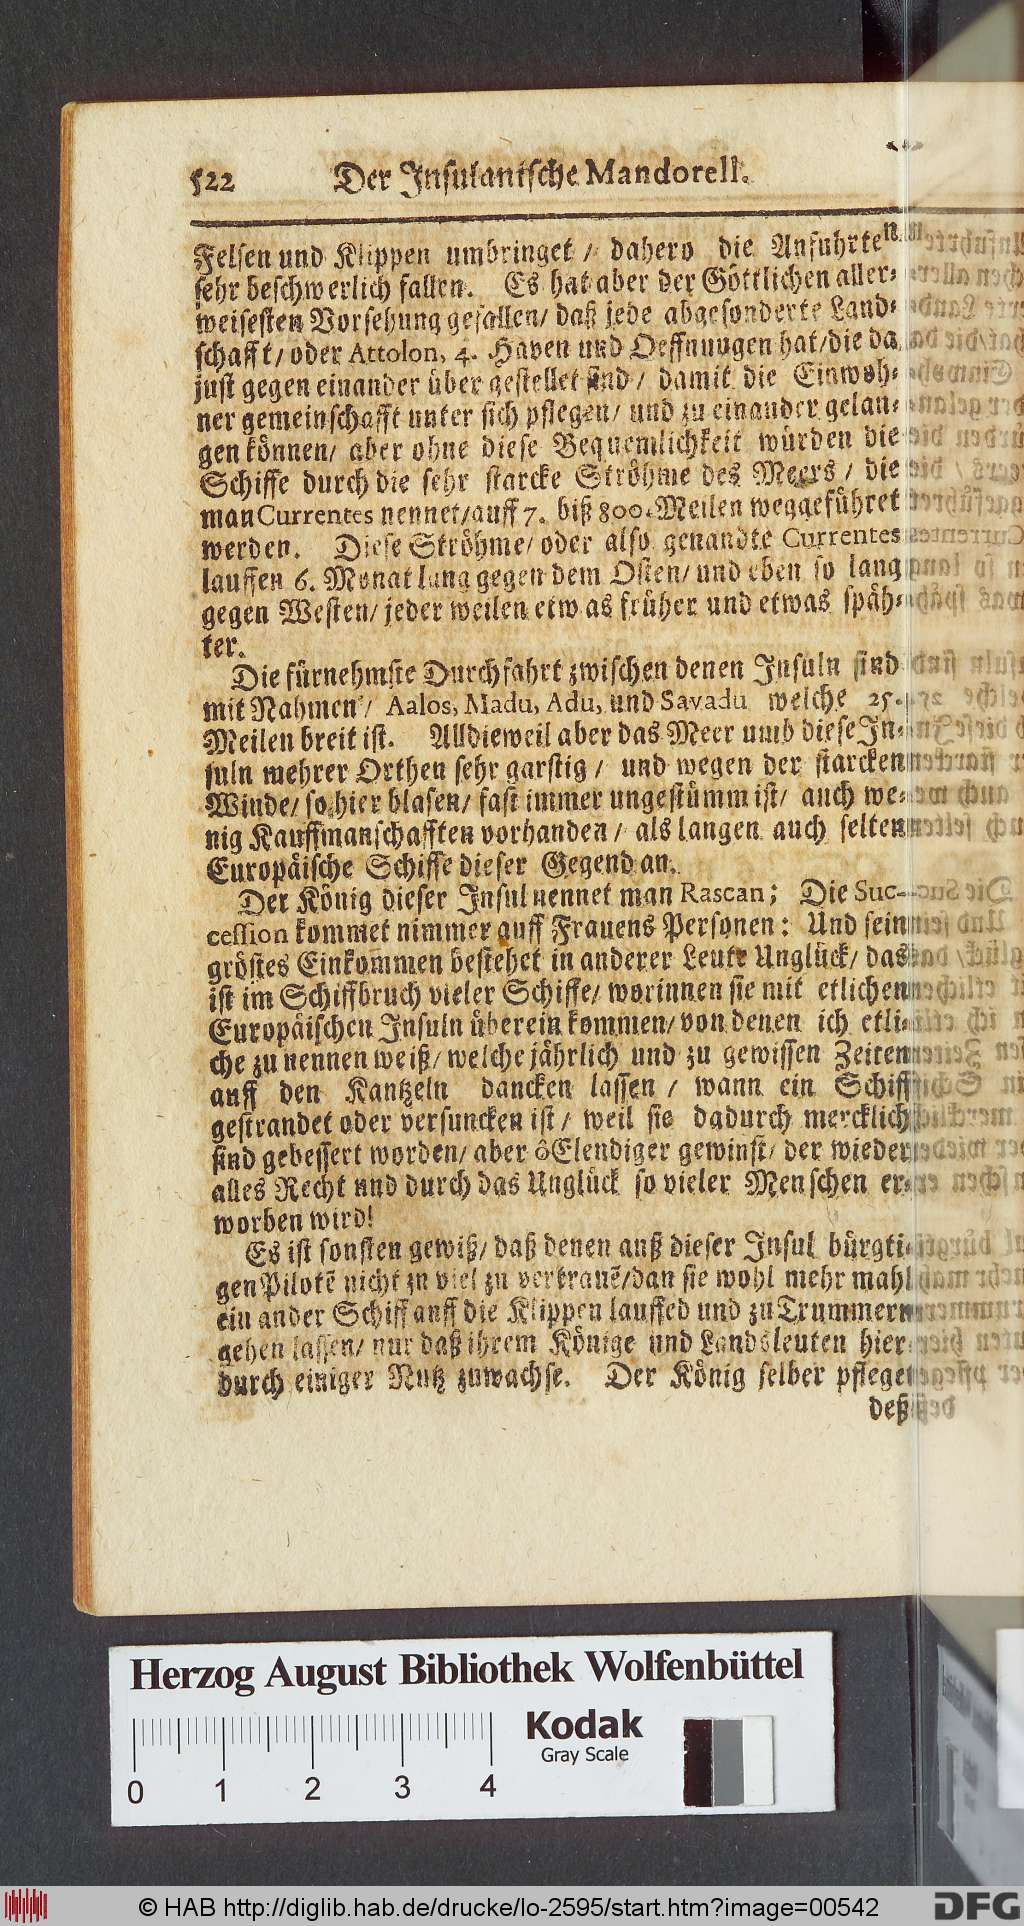 522 Der Insulanische Mandorell.
Felsen und Klippen umbringet / dahero die Anfuhrten
sehr beschwerlich fallen. Es hat aber der Göttlichen aller-
weisesten Vorsehung gefallen/ daß jede abgesonderte Land-
schafft/ oder Attolon, 4. Haven und Oeffnungen hat/die da
just gegen einander über gestellet sind / damit die Einwoh-
ner gemeinschafft unter sich pflegen/ und zu einander gelan-
gen können/ aber ohne diese Bequemlichkeit würden die
Schiffe durch die sehr starcke Ströhme des Meers / die
man Currentes nennet/auff 7. biß 800. Meilen weggeführet
werden. Diese Ströhme/ oder also genandte Currentes
lauffen 6. Monat lang gegen dem Osten/ und eben so lang
gegen Westen/ jeder weilen etwas früher und etwas späh-
ter.
Die fürnehmste Durchfahrt zwischen denen Insuln sind
mit Nahmen / Aalos, Madu, Adu, und Savadu welche 25.
Meilen breit ist. Alldieweil aber das Meer umb diese In-
suln mehrer Orthen sehr garstig / und wegen der starcken
Winde/ so hier blasen/ fast immer ungestümm ist/ auch we-
nig Kauffmanschafften vorhanden / als langen auch selten
Europäische Schiffe dieser Gegend an.
Der König dieser Insul nennet man Rascan; Die Suc-
cession kommet nimmer auff Frauens Personen: Und sein
gröstes Einkommen bestehet in anderer Leute Unglück/ das
ist im Schiffbruch vieler Schiffe/ worinnen sie mit etlichen
Europäischen Insuln überein kommen/ von denen ich etli-
che zu nennen weiß/ welche jährlich und zu gewissen Zeiten
auff den Kantzeln dancken lassen / wann ein Schiff
gestrandet oder versuncken ist / weil sie dadurch mercklich
sind gebessert worden/ aber ô Elendiger gewinst/ der wieder
alles Recht und durch das Unglück so vieler Menschen er-
worben wird!
Es ist sonsten gewiß/ daß denen auß dieser Insul bürgti-
gen Pilotẽ nicht zu viel zu vertrauẽ/dan sie wohl mehr mahl
ein ander Schiff auff die Klippen lauffed und zu Trummern
gehen lassen/ nur daß ihrem Könige und Landsleuten hier
durch einiger Nutz zuwachse. Der König selber pfleget
deß
Herzog August Bibliothek Wolfenbüttel
Kodak
Gray Scale
0 1 2 3 4
© HAB http://diglib.hab.de/drucke/lo-2595/start.htm?image=00542
DFG